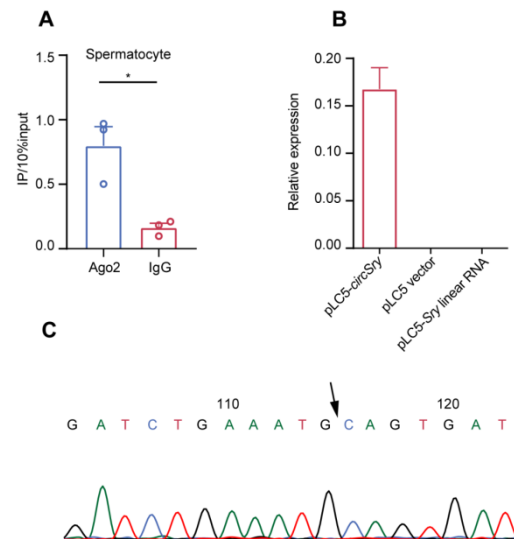 A
Spermatocyte
*
IP/10%input
1.5
1.0
0.5
0.0
Ago2 IgG
B
Relative expression
0.20
0.15
0.10
0.05
0.00
pLC5-circSry
pLC5 vector
pLC5-Sry linear RNA
C
110 120
G A T C T G A A A T G C A G T G A T